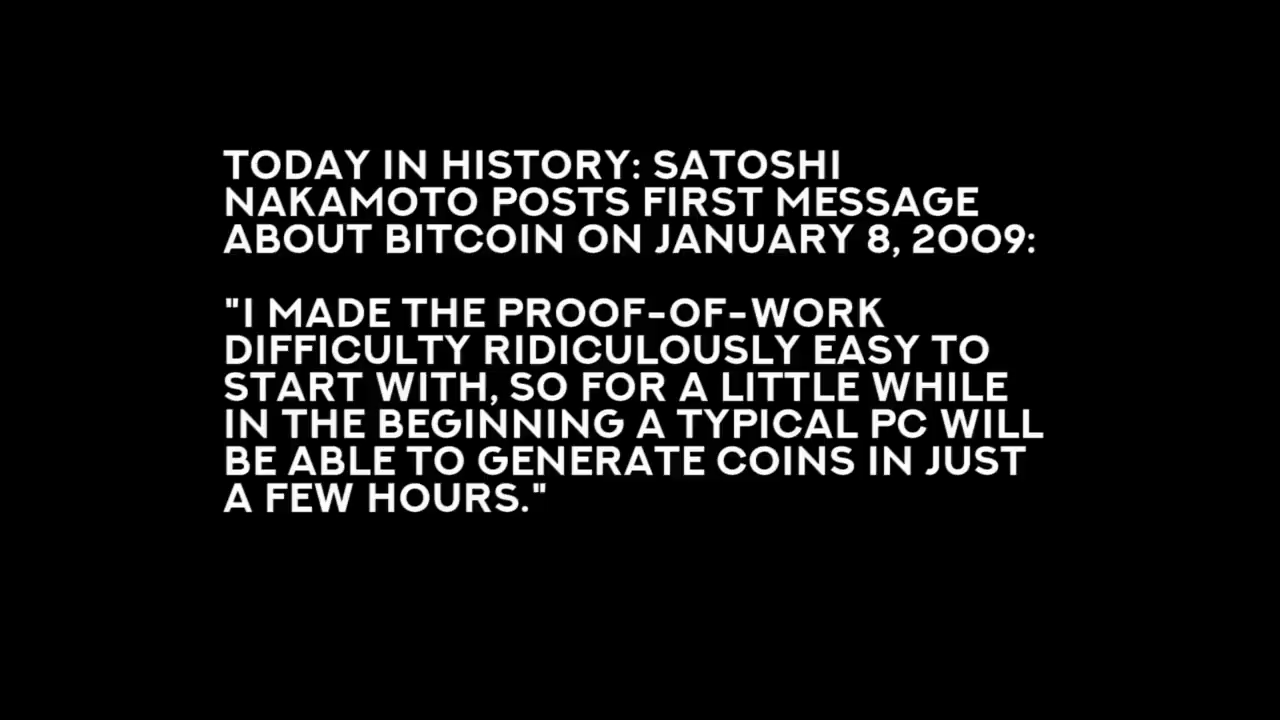 TODAY IN HISTORY: SATOSHI
NAKAMOTO POSTS FIRST MESSAGE
ABOUT BITCOIN ON JANUARY 8, 2009:
"I MADE THE PROOF-OF-WORK
DIFFICULTY RIDICULOUSLY EASY TO
START WITH, SO FOR A LITTLE WHILE
IN THE BEGINNING A TYPICAL PC WILL
BE ABLE TO GENERATE COINS IN JUST
A FEW HOURS."